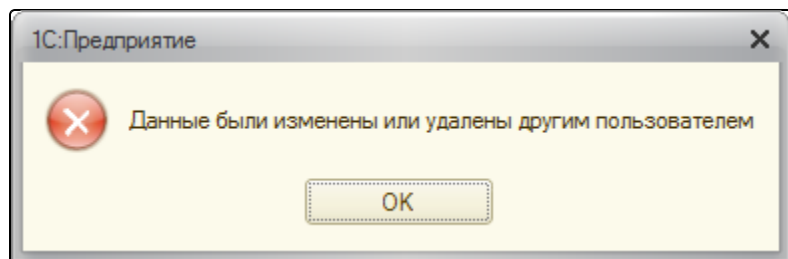 1С:Предприятие
Данные были изменены или удалены другим пользователем
OK